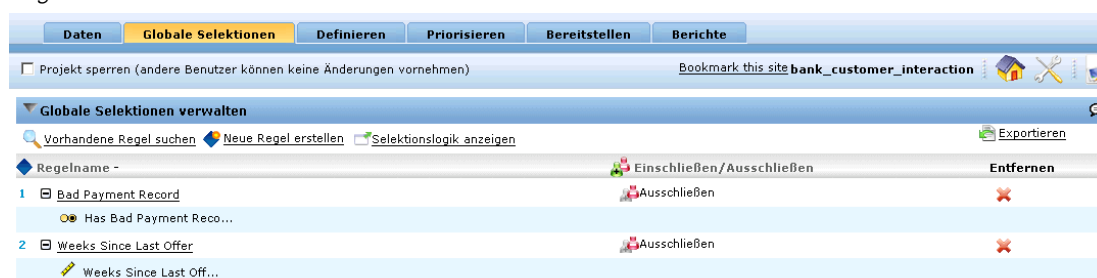 Daten Globale Selektionen Definieren Priorisieren Bereitstellen Berichte
Projekt sperren (andere Benutzer können keine Änderungen vornehmen) Bookmark this site bank_customer_interaction
Globale Selektionen verwalten
Vorhandene Regel suchen Neue Regel erstellen Selektionslogik anzeigen Exportieren
Regelname - Einschließen/Ausschließen Entfernen
1 Bad Payment Record Ausschließen
Has Bad Payment Reco...
2 Weeks Since Last Offer Ausschließen
Weeks Since Last Off...